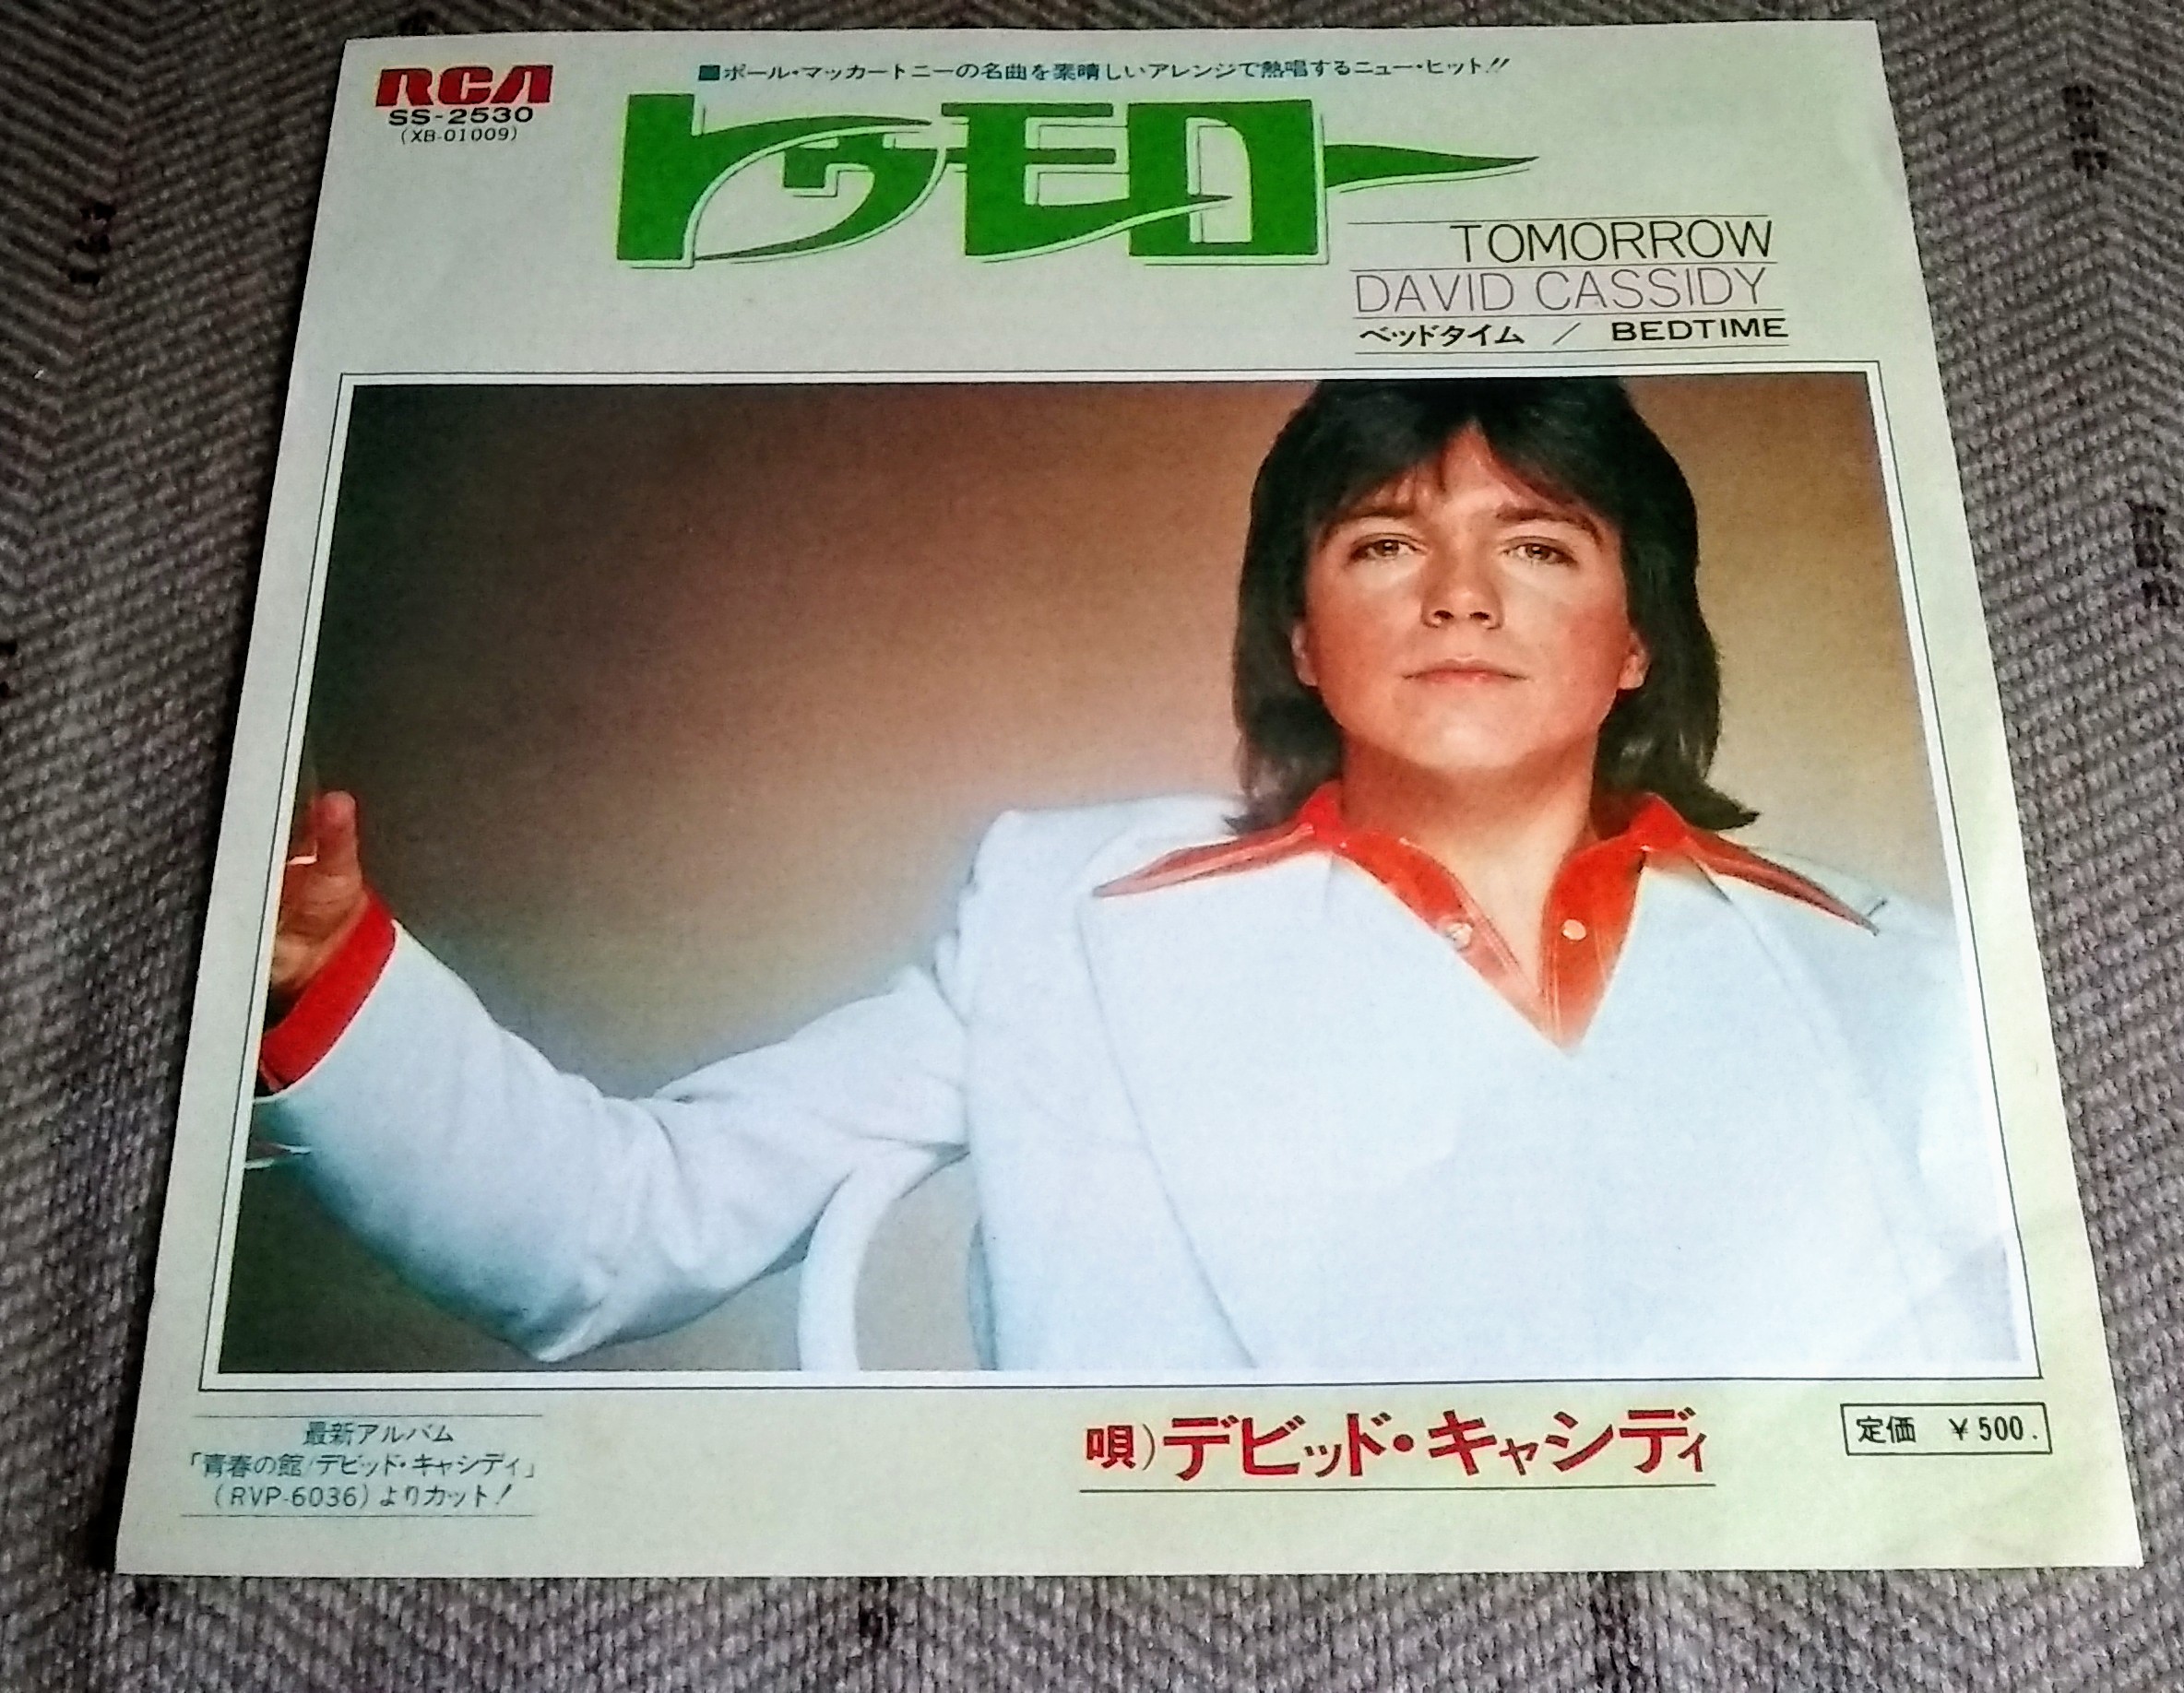 RCA
SS-2530
(XB-01009)
■ポール・マッカートニーの名曲を素晴しいアレンジで熱唱するニュー・ヒット!!
トゥモロー
TOMORROW
DAVID CASSIDY
ベッドタイム / BEDTIME
最新アルバム
「青春の館/デビッド・キャシディ」
(RVP-6036)よりカット!
唄)デビッド・キャシディ
定価 ¥500.